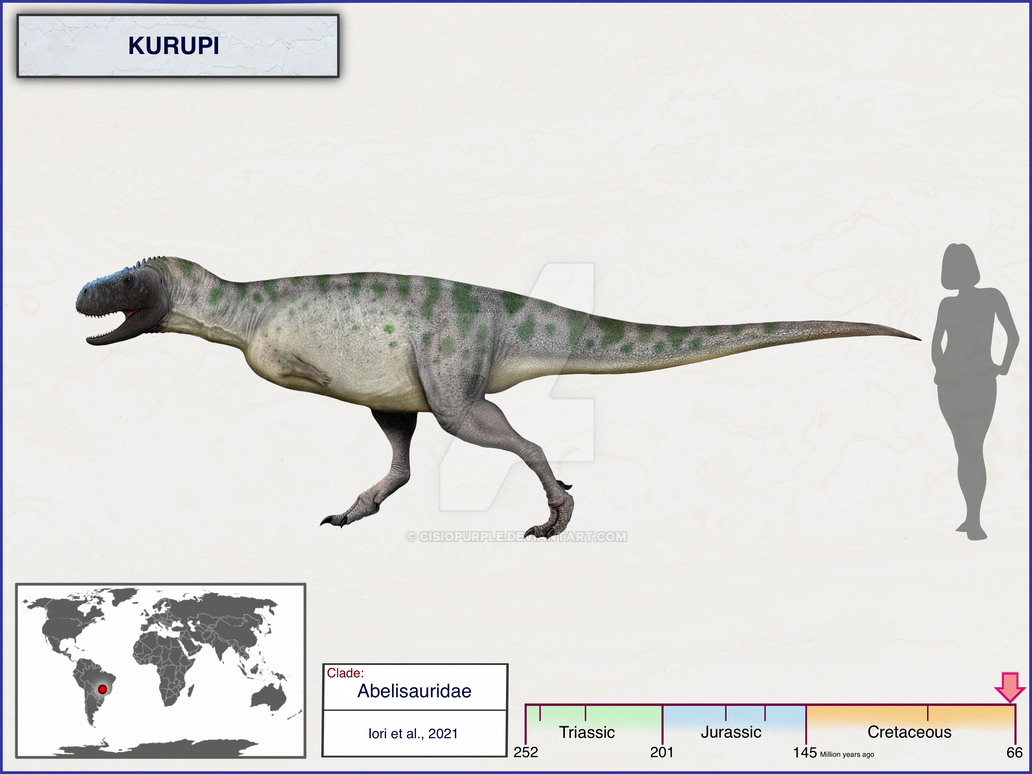 KURUPI
© CISIOPURPLE.DEVIANTART.COM
Clade:
Abelisauridae
Iori et al., 2021
Triassic
Jurassic
Cretaceous
252
201
145 Million years ago
66